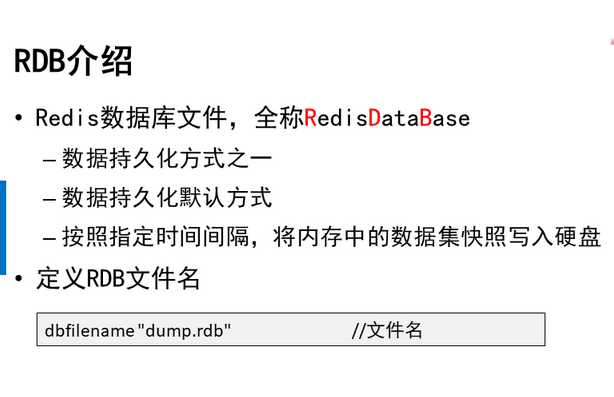 RDB介绍
• Redis数据库文件，全称RedisDataBase
– 数据持久化方式之一
– 数据持久化默认方式
– 按照指定时间间隔，将内存中的数据集快照写入硬盘
• 定义RDB文件名
dbfilename "dump.rdb" //文件名